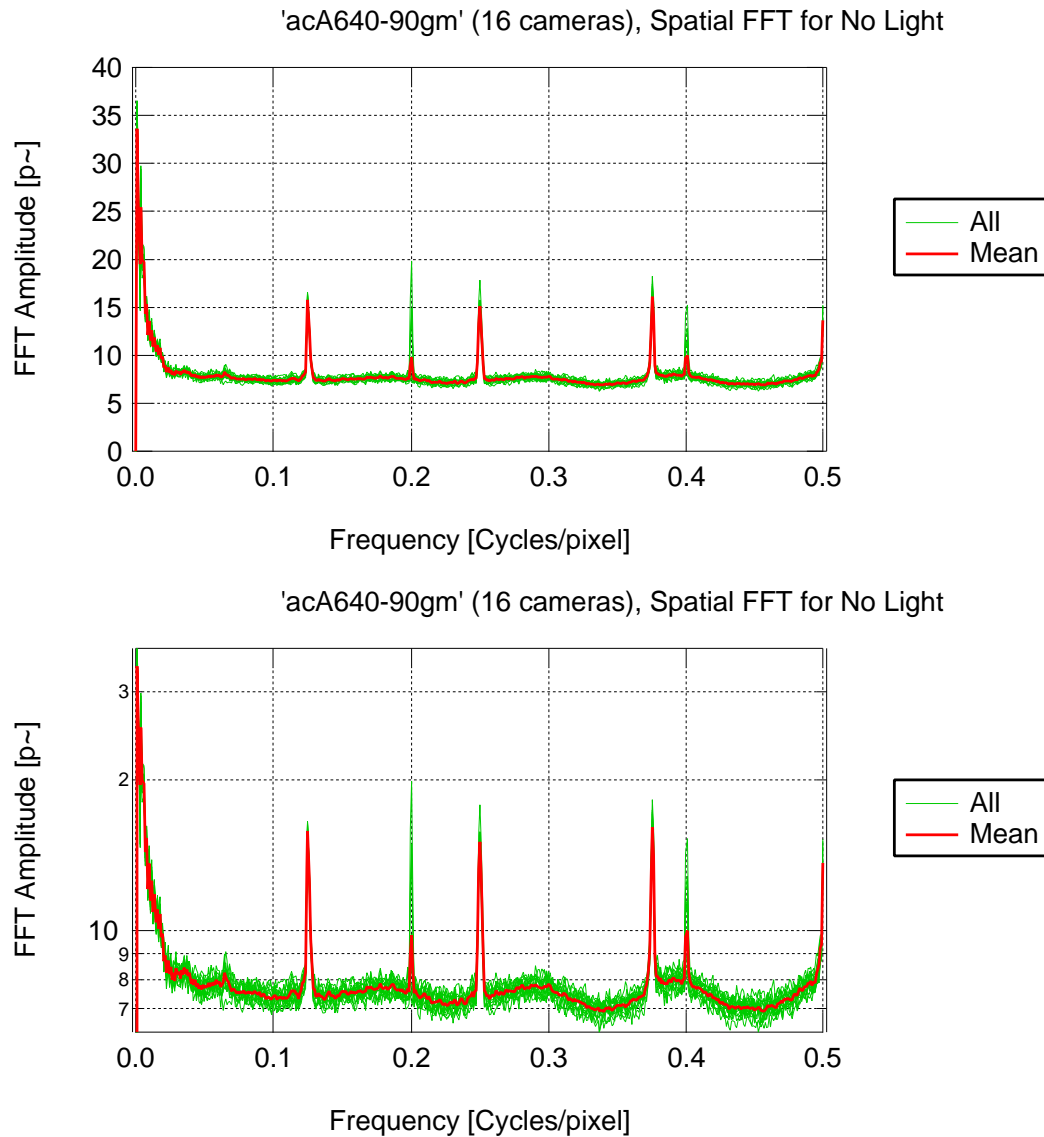 'acA640-90gm' (16 cameras), Spatial FFT for No Light
40
35
30
25
20
15
10
5
0
FFT Amplitude [p~]
0.0 0.1 0.2 0.3 0.4 0.5
Frequency [Cycles/pixel]
All
Mean
'acA640-90gm' (16 cameras), Spatial FFT for No Light
3
2
10
9
8
7
FFT Amplitude [p~]
0.0 0.1 0.2 0.3 0.4 0.5
Frequency [Cycles/pixel]
All
Mean